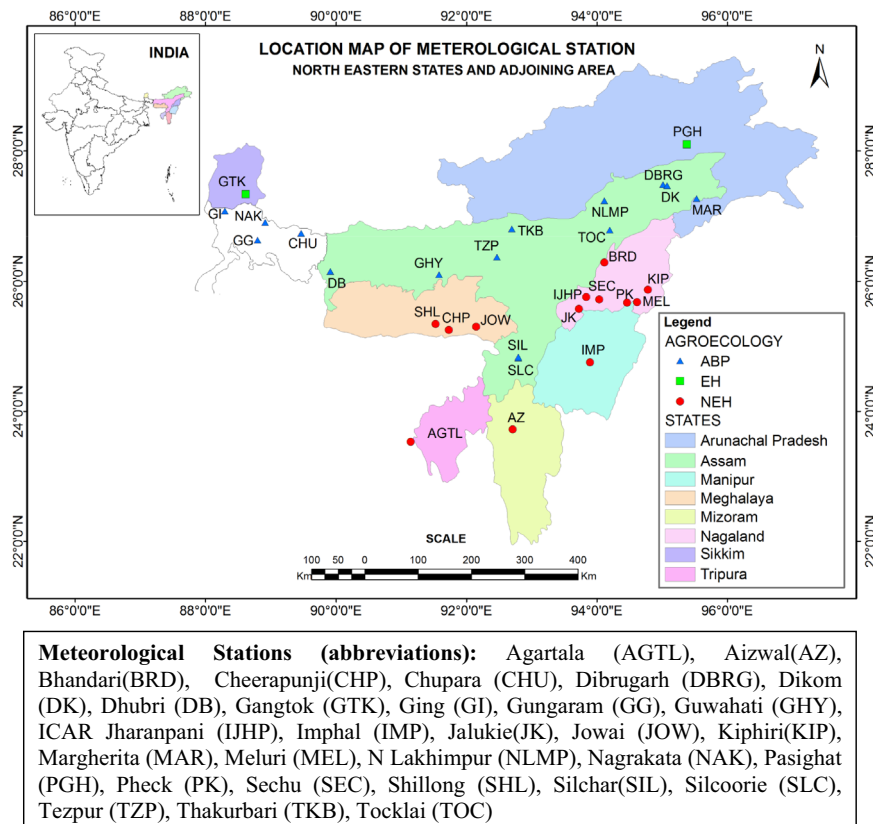 86°0'0"E 88°0'0"E 90°0'0"E 92°0'0"E 94°0'0"E 96°0'0"E
INDIA
LOCATION MAP OF METEROLOGICAL STATION
NORTH EASTERN STATES AND ADJOINING AREA
N
28°0'0"N
26°0'0"N
24°0'0"N
22°0'0"N
28°0'0"N
26°0'0"N
24°0'0"N
22°0'0"N
PGH
GTK
DBRG
DK
GI
NAK
NLMP
MAR
GG
CHU
TZP
TKB
TOC
BRD
DB
GHY
IJHP
SEC
PK
KIP
MEL
JK
SHL
CHP
JOW
SIL
SLC
IMP
AGTL
AZ
Legend
AGROECOLOGY
ABP
EH
NEH
STATES
Arunachal Pradesh
Assam
Manipur
Meghalaya
Mizoram
Nagaland
Sikkim
Tripura
SCALE
100 50 0 100 200 300 400
Km Km
86°0'0"E 88°0'0"E 90°0'0"E 92°0'0"E 94°0'0"E 96°0'0"E
Meteorological Stations (abbreviations): Agartala (AGTL), Aizwal(AZ),
Bhandari(BRD), Cheerapunji(CHP), Chupara (CHU), Dibrugarh (DBRG), Dikom
(DK), Dhubri (DB), Gangtok (GTK), Ging (GI), Gungaram (GG), Guwahati (GHY),
ICAR Jharanpani (IJHP), Imphal (IMP), Jalukie(JK), Jowai (JOW), Kiphiri(KIP),
Margherita (MAR), Meluri (MEL), N Lakhimpur (NLMP), Nagrakata (NAK), Pasighat
(PGH), Pheck (PK), Sechu (SEC), Shillong (SHL), Silchar(SIL), Silcoorie (SLC),
Tezpur (TZP), Thakurbari (TKB), Tocklai (TOC)